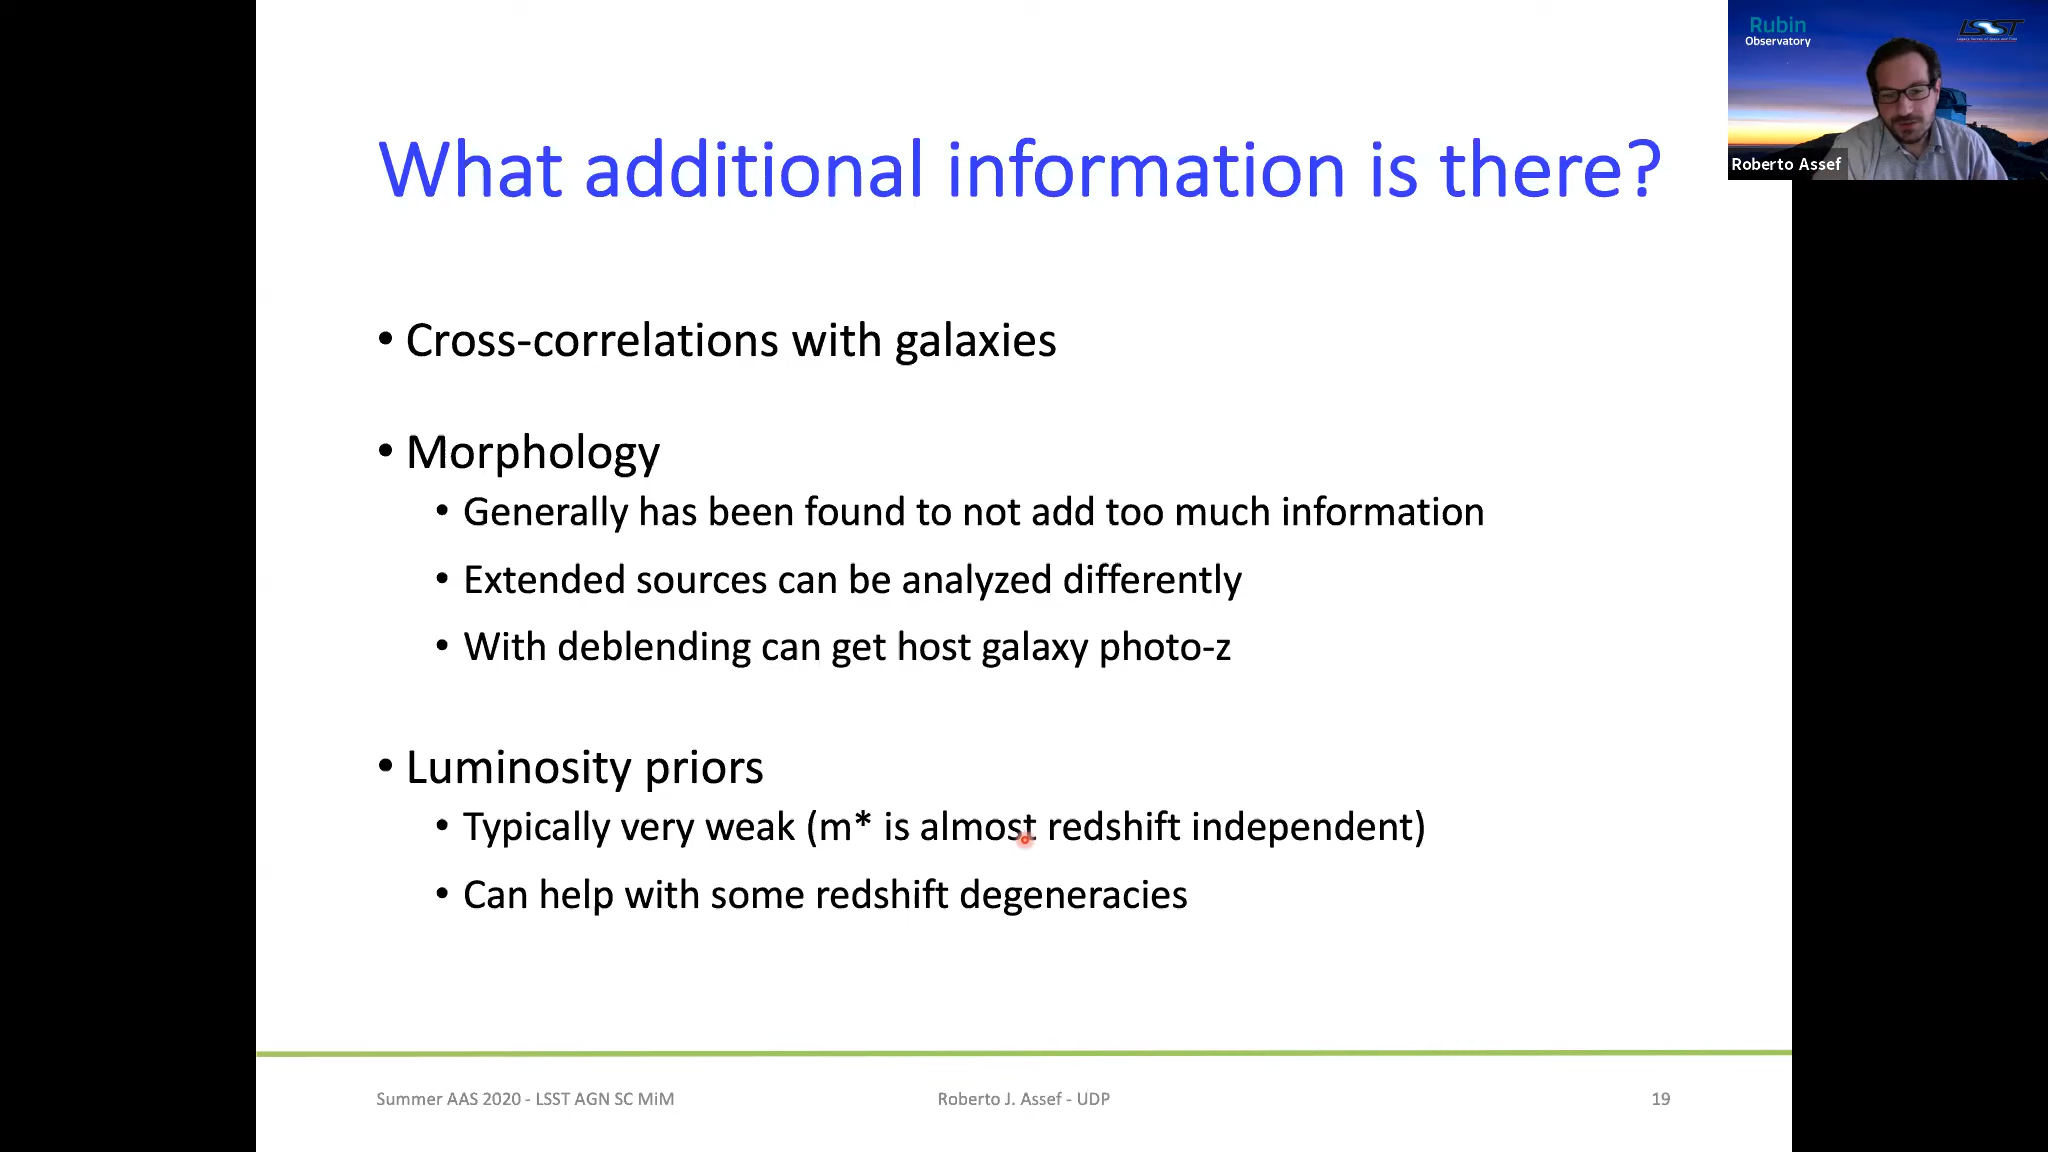 Rubin
Observatory
LSST
Roberto Assef
What additional information is there?
• Cross-correlations with galaxies
• Morphology
• Generally has been found to not add too much information
• Extended sources can be analyzed differently
• With deblending can get host galaxy photo-z
• Luminosity priors
• Typically very weak (m* is almost redshift independent)
• Can help with some redshift degeneracies
Summer AAS 2020 - LSST AGN SC MiM
Roberto J. Assef - UDP
19